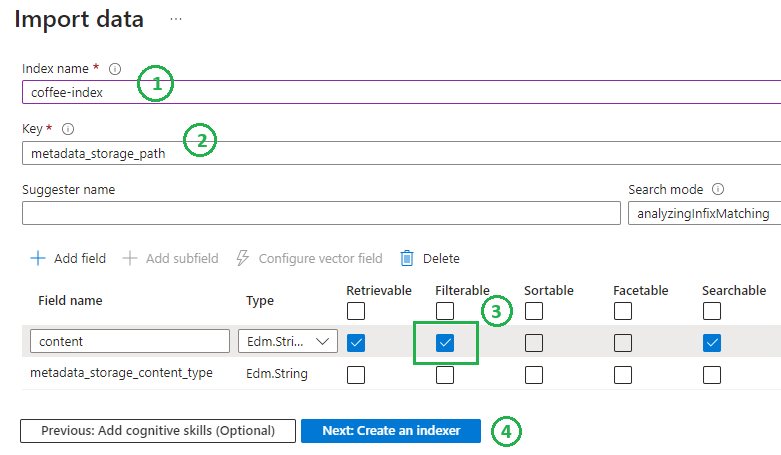 Import data ...
Index name *
1
coffee-index
Key *
2
metadata_storage_path
Suggester name Search mode
analyzingInfixMatching
Add field Add subfield Configure vector field Delete
Field name Type Retrievable Filterable Sortable Facetable Searchable
3
content Edm.Stri...
metadata_storage_content_type Edm.String
Previous: Add cognitive skills (Optional) Next: Create an indexer 4